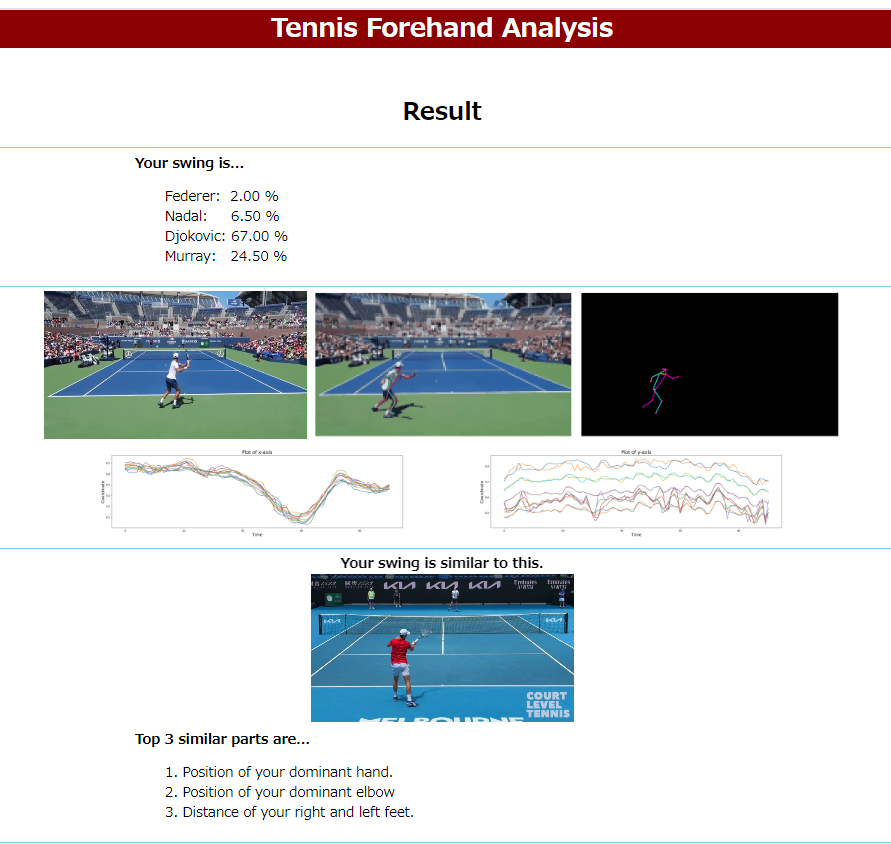 Tennis Forehand Analysis
Result
Your swing is...
Federer: 2.00 %
Nadal: 6.50 %
Djokovic: 67.00 %
Murray: 24.50 %
Plot of x-axis
Plot of y-axis
Coordinate
Coordinate
Time
Time
Your swing is similar to this.
KIA KIA KIA
Emirates
Emirates
KIA
KIA
COURT
LEVEL
TENNIS
MELBOURNE
Top 3 similar parts are...
1. Position of your dominant hand.
2. Position of your dominant elbow
3. Distance of your right and left feet.